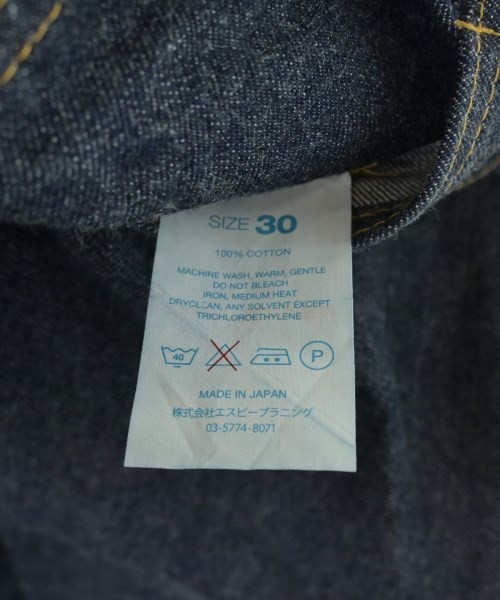 SIZE 30
100% COTTON
MACHINE WASH, WARM, GENTLE
DO NOT BLEACH
IRON, MEDIUM HEAT
DRYCLEAN, ANY SOLVENT EXCEPT
TRICHLOROETHYLENE
40 P
MADE IN JAPAN
株式会社エスピープラニング
03-5774-8071